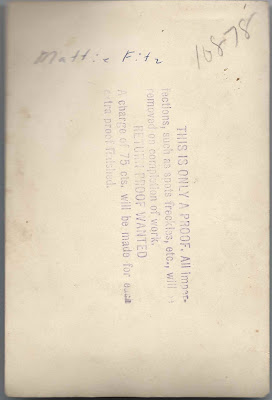 Mattie Fitz
10878
THIS IS ONLY A PROOF. All imper-
fections, such as spots freckles, etc., will
removed on completion of work.
RETURN PROOF WANTED
A charge of 75 cts. will be made for each
extra proof finished.